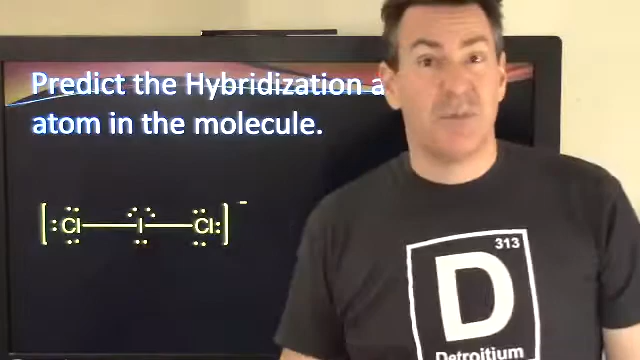 Predict the Hybridization a
atom in the molecule.
[:Cl—I—Cl:]⁻
313
D
Detroitium